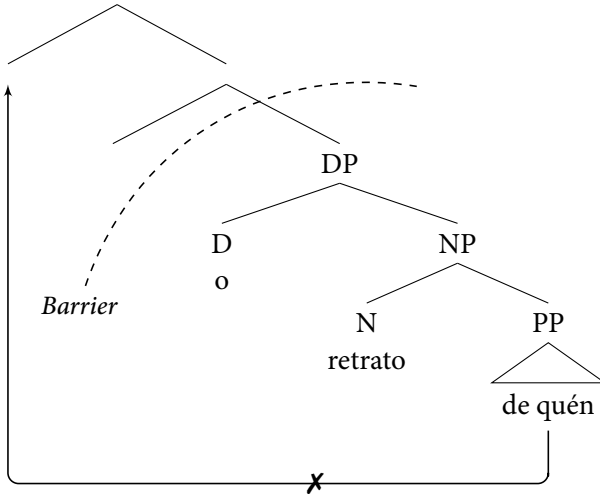 DP
D
NP
o
Barrier
N
PP
retrato
de quén
✗